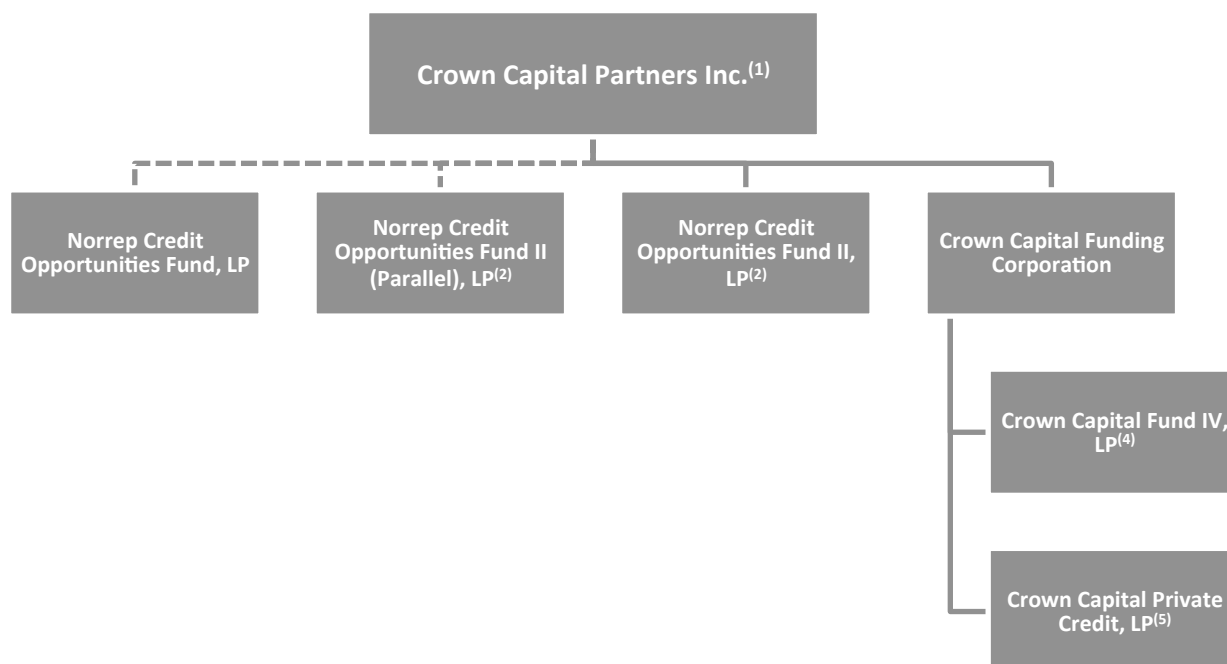 Crown Capital Partners Inc.(1)
Norrep Credit
Opportunities Fund, LP
Norrep Credit
Opportunities Fund II
(Parallel), LP(2)
Norrep Credit
Opportunities Fund II,
LP(2)
Crown Capital Funding
Corporation
Crown Capital Fund IV,
LP(4)
Crown Capital Private
Credit, LP(5)